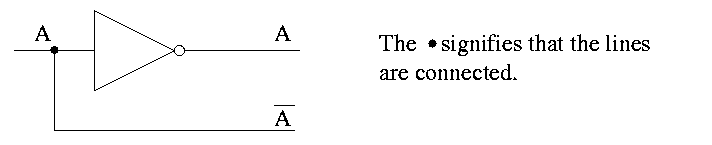 A
A
The • signifies that the lines
are connected.
A̅